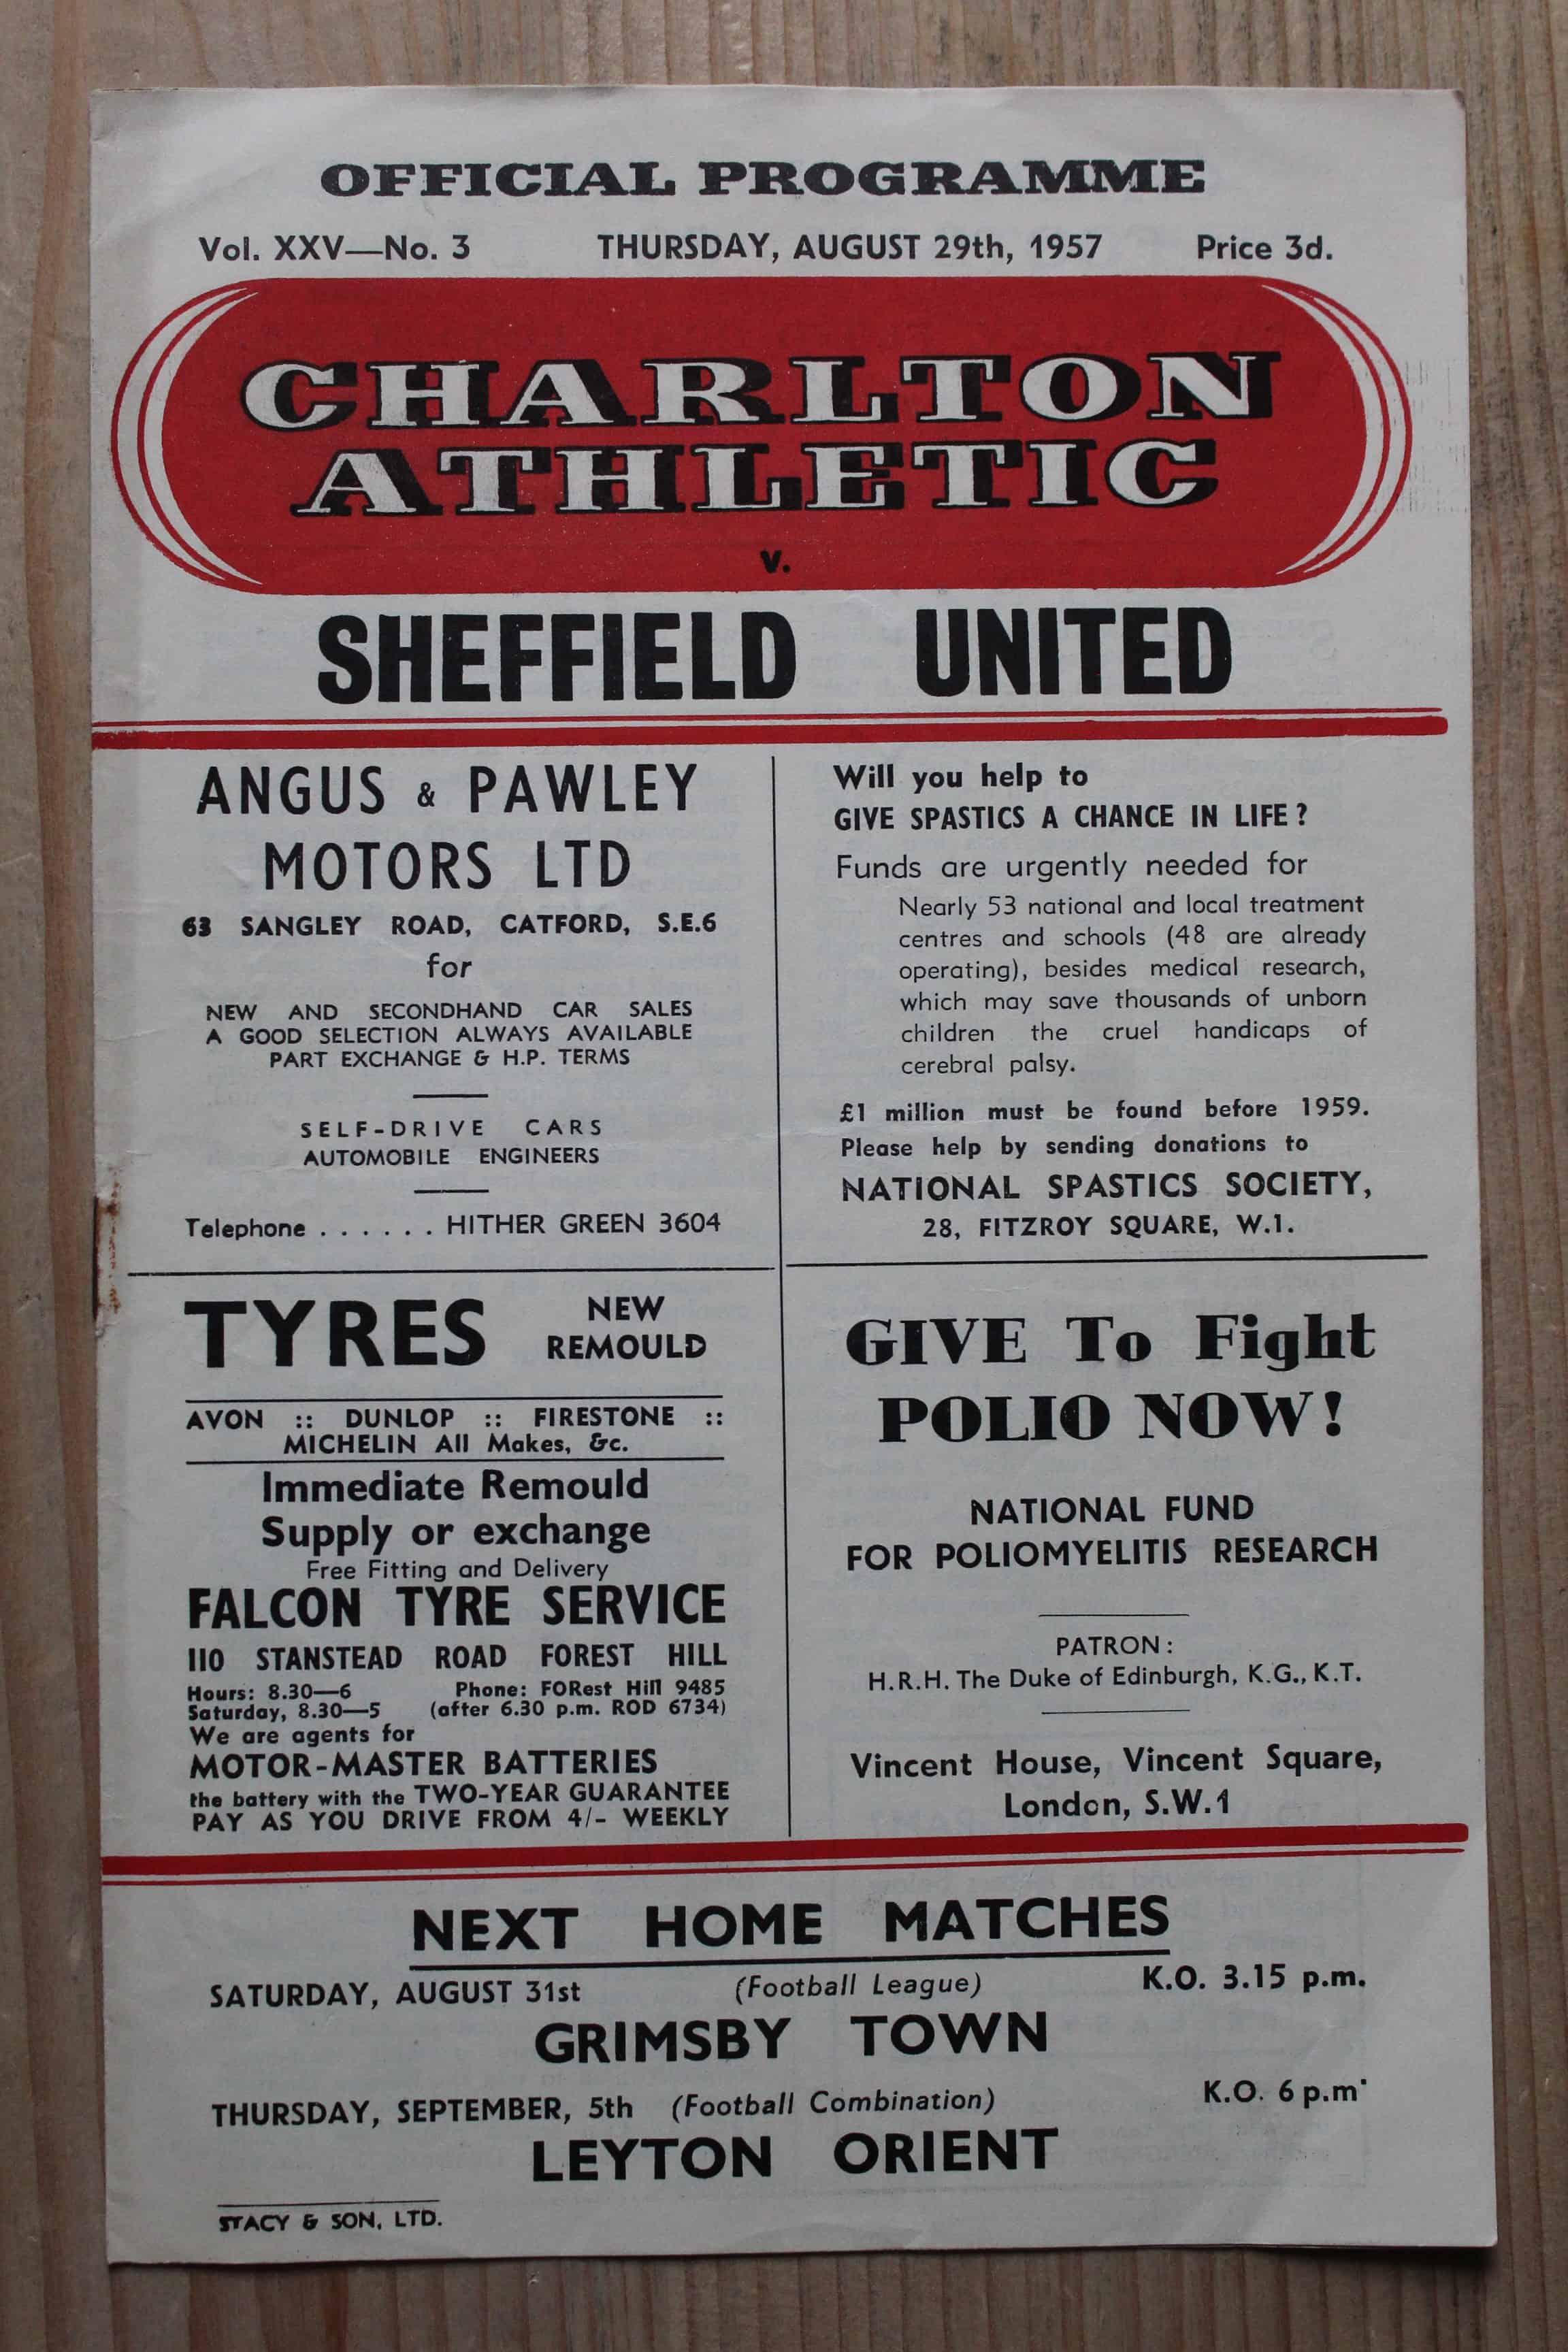 OFFICIAL PROGRAMME
Vol. XXV—No. 3 THURSDAY, AUGUST 29th, 1957 Price 3d.
CHARLTON
ATHLETIC
v.
SHEFFIELD UNITED
ANGUS & PAWLEY
MOTORS LTD
63 SANGLEY ROAD, CATFORD, S.E.6
for
NEW AND SECONDHAND CAR SALES
A GOOD SELECTION ALWAYS AVAILABLE
PART EXCHANGE & H.P. TERMS
SELF-DRIVE CARS
AUTOMOBILE ENGINEERS
Telephone . . . . . . HITHER GREEN 3604
Will you help to
GIVE SPASTICS A CHANCE IN LIFE?
Funds are urgently needed for
Nearly 53 national and local treatment
centres and schools (48 are already
operating), besides medical research,
which may save thousands of unborn
children the cruel handicaps of
cerebral palsy.
£1 million must be found before 1959.
Please help by sending donations to
NATIONAL SPASTICS SOCIETY,
28, FITZROY SQUARE, W.1.
TYRES NEW
REMOULD
AVON :: DUNLOP :: FIRESTONE ::
MICHELIN All Makes, &c.
Immediate Remould
Supply or exchange
Free Fitting and Delivery
FALCON TYRE SERVICE
110 STANSTEAD ROAD FOREST HILL
Hours: 8.30—6 Phone: FORest Hill 9485
Saturday, 8.30—5 (after 6.30 p.m. ROD 6734)
We are agents for
MOTOR-MASTER BATTERIES
the battery with the TWO-YEAR GUARANTEE
PAY AS YOU DRIVE FROM 4/- WEEKLY
GIVE To Fight
POLIO NOW!
NATIONAL FUND
FOR POLIOMYELITIS RESEARCH
PATRON:
H.R.H. The Duke of Edinburgh, K.G., K.T.
Vincent House, Vincent Square,
London, S.W.1
NEXT HOME MATCHES
SATURDAY, AUGUST 31st (Football League) K.O. 3.15 p.m.
GRIMSBY TOWN
THURSDAY, SEPTEMBER, 5th (Football Combination) K.O. 6 p.m.
LEYTON ORIENT
STACY & SON, LTD.